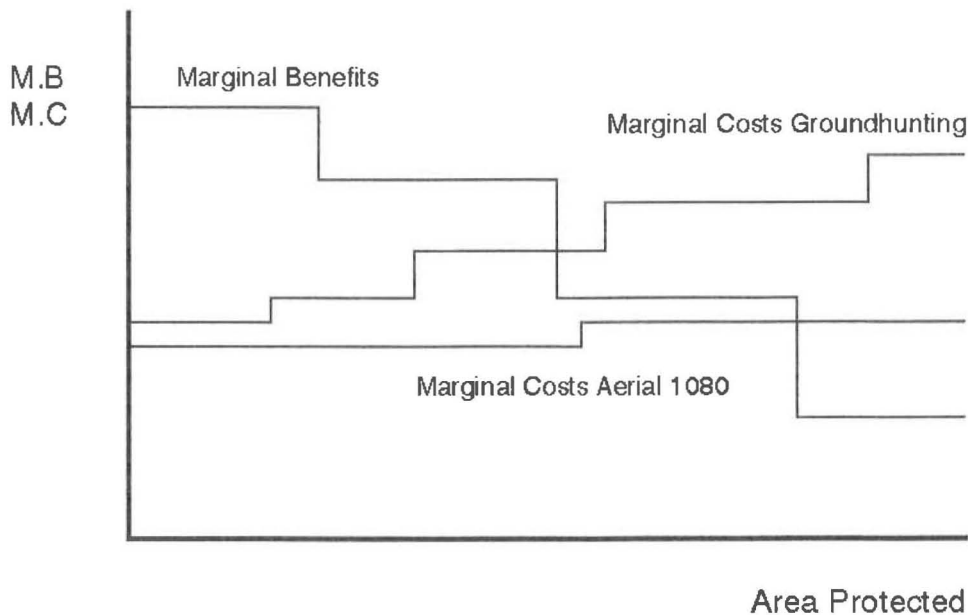 M.B
M.C
Marginal Benefits
Marginal Costs Groundhunting
Marginal Costs Aerial 1080
Area Protected